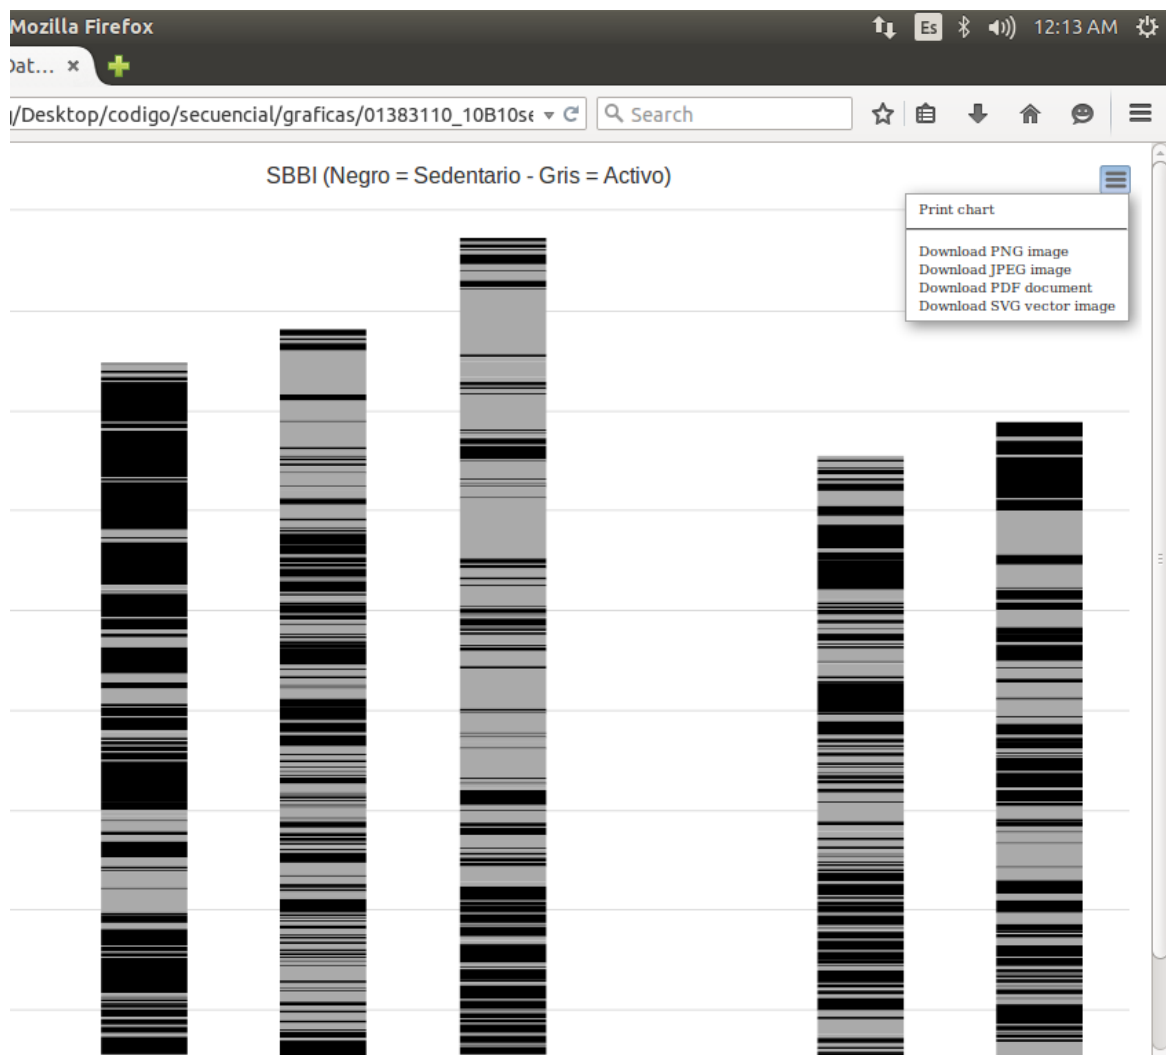 Mozilla Firefox
Es
12:13 AM
Dat... ×
/Desktop/codigo/secuencial/graficas/01383110_10B10se
Search
SBBI (Negro = Sedentario - Gris = Activo)
Print chart
Download PNG image
Download JPEG image
Download PDF document
Download SVG vector image